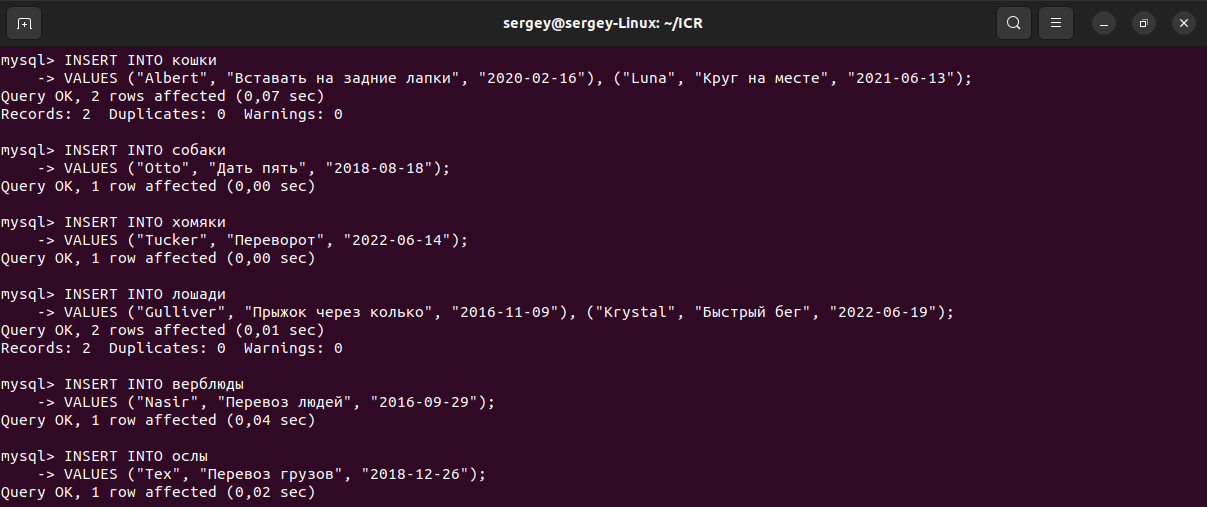 sergey@sergey-Linux: ~/ICR
mysql> INSERT INTO кошки
    -> VALUES ("Albert", "Вставать на задние лапки", "2020-02-16"), ("Luna", "Круг на месте", "2021-06-13");
Query OK, 2 rows affected (0,07 sec)
Records: 2  Duplicates: 0  Warnings: 0

mysql> INSERT INTO собаки
    -> VALUES ("Otto", "Дать пять", "2018-08-18");
Query OK, 1 row affected (0,00 sec)

mysql> INSERT INTO хомяки
    -> VALUES ("Tucker", "Переворот", "2022-06-14");
Query OK, 1 row affected (0,00 sec)

mysql> INSERT INTO лошади
    -> VALUES ("Gulliver", "Прыжок через колько", "2016-11-09"), ("Krystal", "Быстрый бег", "2022-06-19");
Query OK, 2 rows affected (0,01 sec)
Records: 2  Duplicates: 0  Warnings: 0

mysql> INSERT INTO верблюды
    -> VALUES ("Nasir", "Перевоз людей", "2016-09-29");
Query OK, 1 row affected (0,04 sec)

mysql> INSERT INTO ослы
    -> VALUES ("Tex", "Перевоз грузов", "2018-12-26");
Query OK, 1 row affected (0,02 sec)